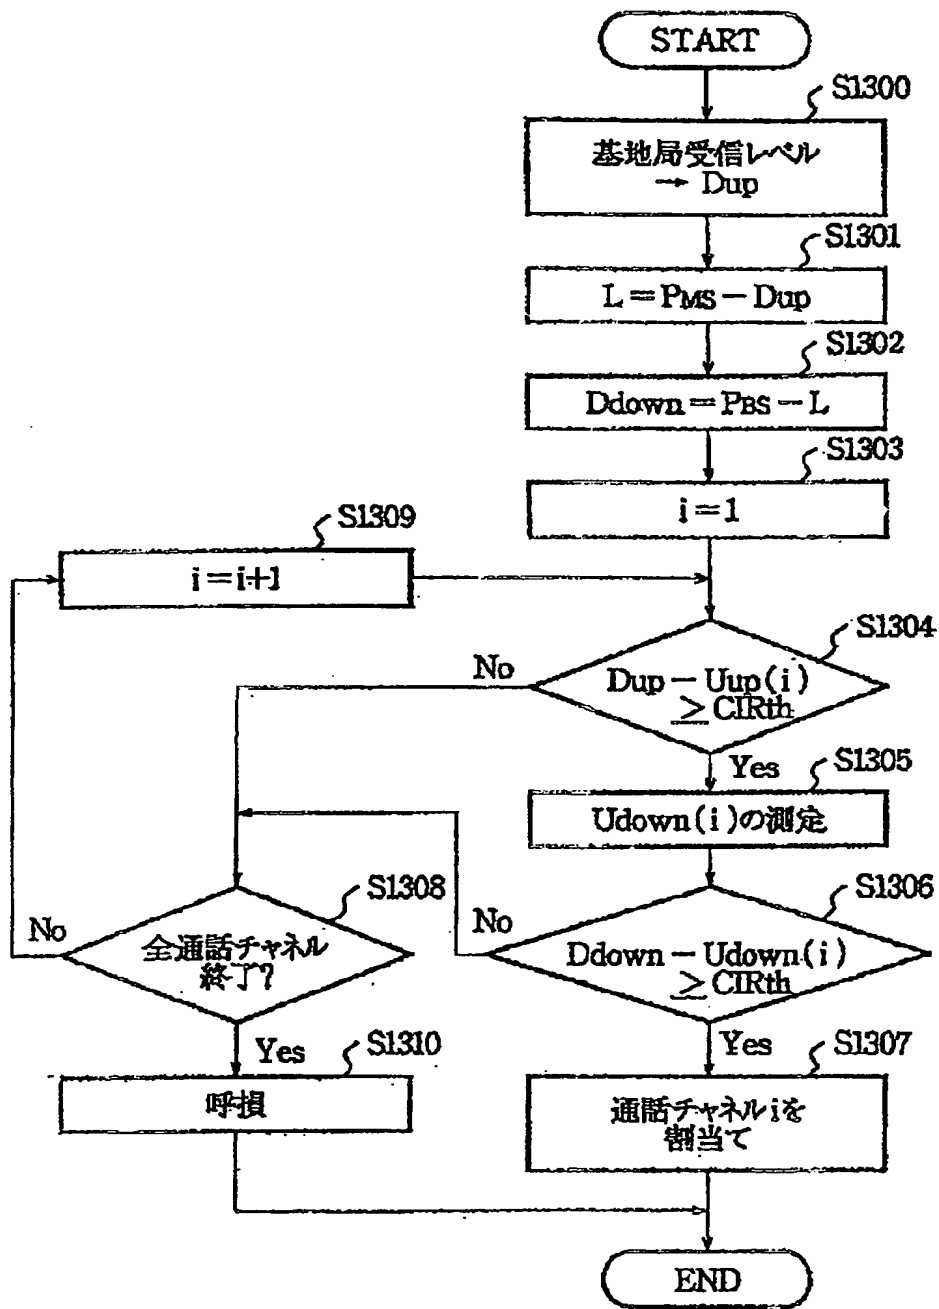 START
S1300
基地局受信レベル
→ Dup
S1301
L=PMS-Dup
S1302
Ddown=PBS-L
S1303
i=1
S1309
i=i+1
S1304
No
Dup-Uup(i)
≥CIRth
Yes
S1305
Udown(i)の測定
S1308
S1306
No
No
全通話チャネル
終了?
Ddown-Udown(i)
≥CIRth
Yes
S1310
Yes
S1307
呼損
通話チャネルiを
割当て
END